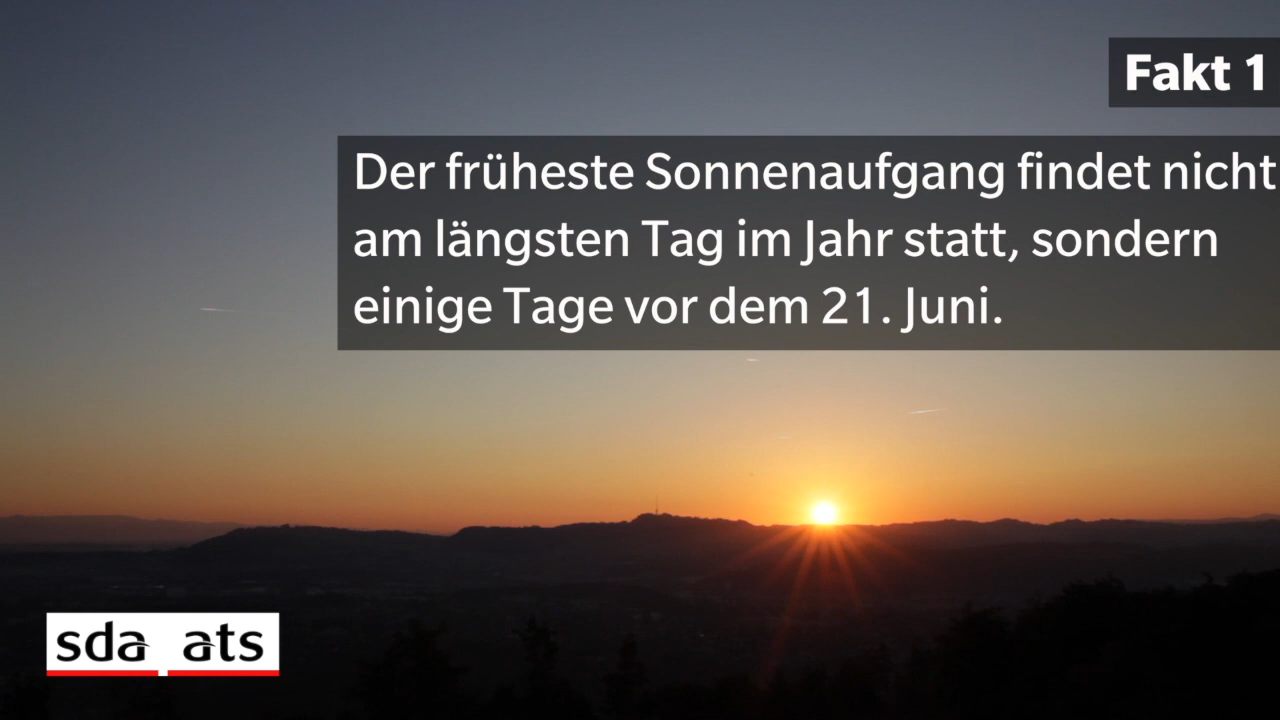 Fakt 1
Der früheste Sonnenaufgang findet nicht
am längsten Tag im Jahr statt, sondern
einige Tage vor dem 21. Juni.
sda ats